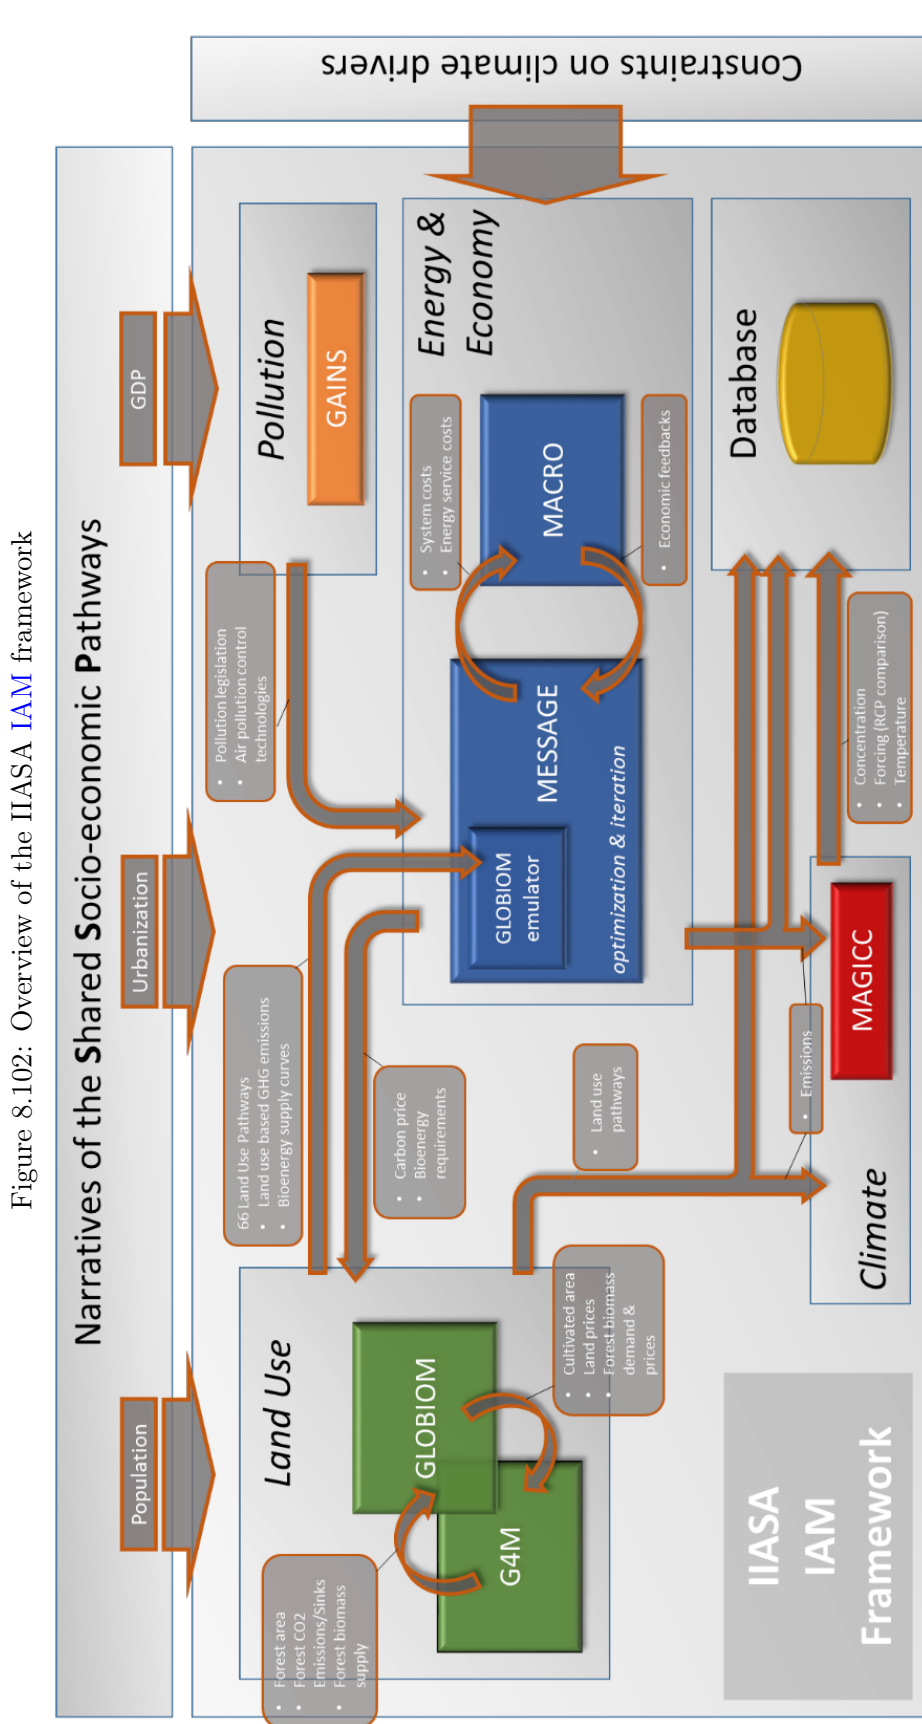 Figure 8.102: Overview of the IIASA IAM framework
Narratives of the Shared Socio-economic Pathways
Population
Urbanization
GDP
Constraints on climate drivers
Land Use
GLOBIOM
G4M
• Forest area
• Forest CO2
Emissions/Sinks
• Forest biomass
supply
• Cultivated area
• Land prices
• Forest biomass
demand &
prices
66 Land Use Pathways
• Land use based GHG emissions
• Bioenergy supply curves
• Carbon price
• Bioenergy
requirements
• Pollution legislation
• Air pollution control
technologies
Pollution
GAINS
Energy &
Economy
MESSAGE
GLOBIOM
emulator
optimization & iteration
MACRO
• System costs
• Energy service costs
• Economic feedbacks
• Land use
pathways
• Emissions
Climate
MAGICC
• Concentration
• Forcing (RCP comparison)
• Temperature
Database
IIASA
IAM
Framework